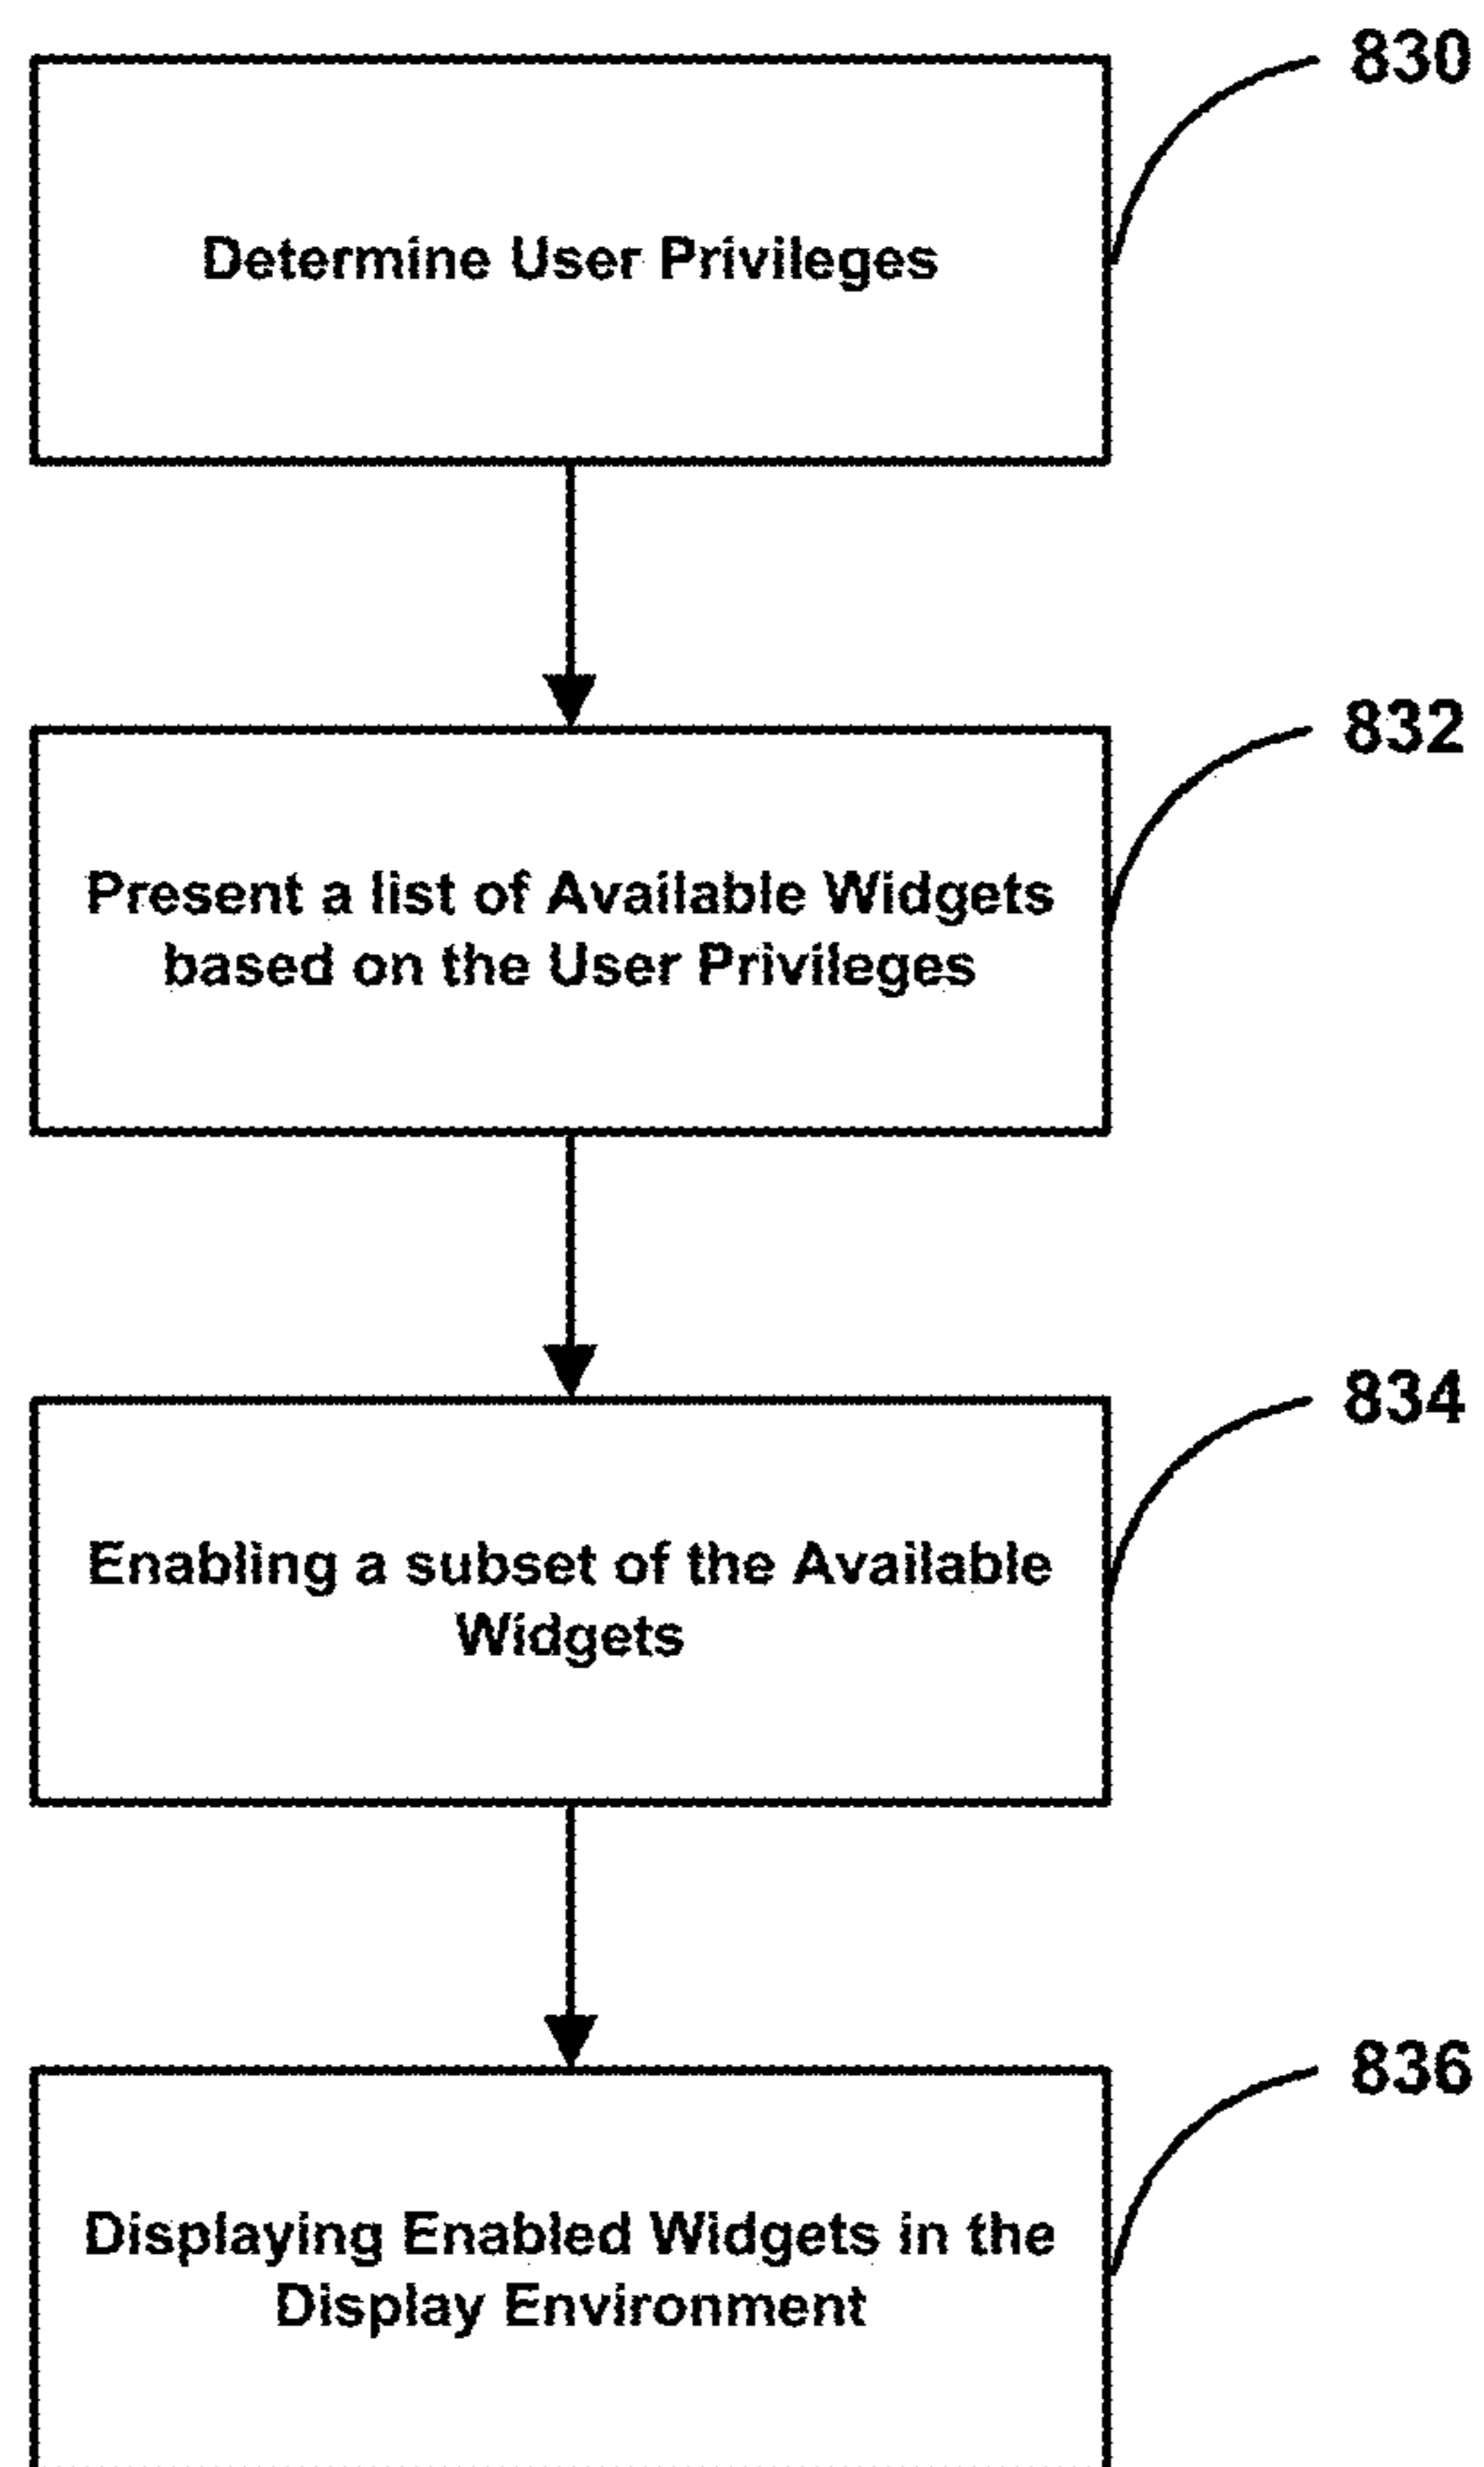 830
Determine User Privileges
832
Present a list of Available Widgets
based on the User Privileges
834
Enabling a subset of the Available
Widgets
836
Displaying Enabled Widgets in the
Display Environment